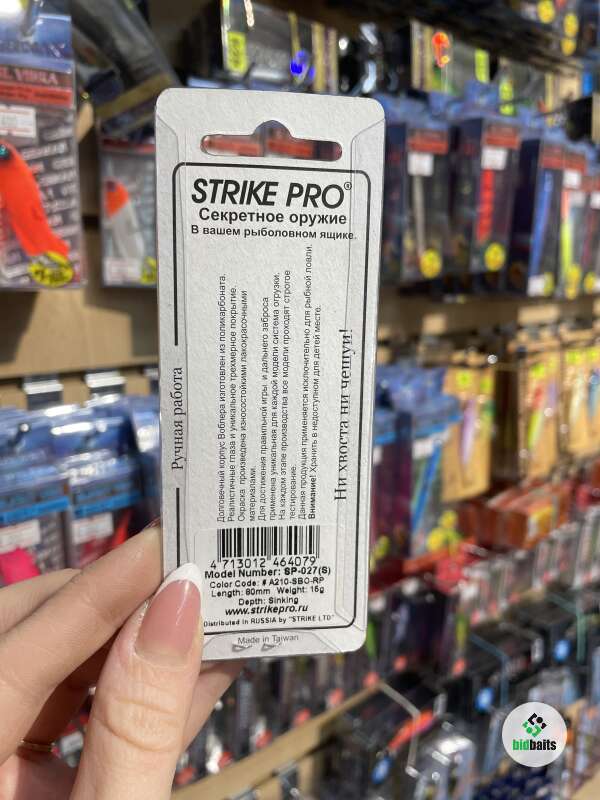 STRIKE PRO®
Секретное оружие
В вашем рыболовном ящике.
Ручная работа
Долговечный корпус Воблера изготовлен из поликарбоната.
Реалистичные глаза и уникальное трехмерное покрытие.
Окраска произведена износостойкими лакокрасочными
материалами.
Для достижения правильной игры, и дальнего заброса
применена уникальная для каждой модели система огрузки.
На каждом этапе производства все модели проходят строгое
тестирование.
Данная продукция применяется исключительно для рыбной ловли.
Внимание! Хранить в недоступном для детей месте.
Ни хвоста ни чешуи!
4 713012 464079
Model Number: SP-027(S)
Color Code: # A210-SBO-RP
Length: 80mm Weight: 16g
Depth: Sinking
www.strikepro.ru
Distributed in RUSSIA by "STRIKE LTD"
Made in Taiwan
VIBRA
bidbaits